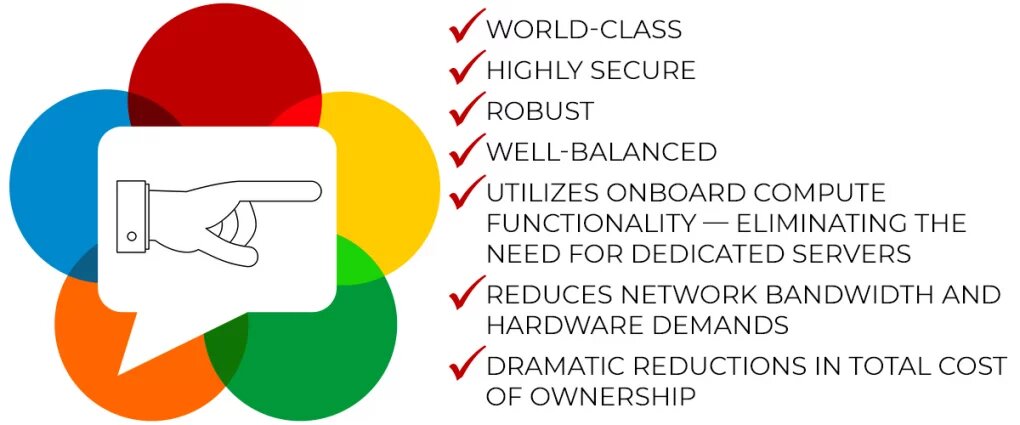 WORLD-CLASS
HIGHLY SECURE
ROBUST
WELL-BALANCED
UTILIZES ONBOARD COMPUTE
FUNCTIONALITY — ELIMINATING THE
NEED FOR DEDICATED SERVERS
REDUCES NETWORK BANDWIDTH AND
HARDWARE DEMANDS
DRAMATIC REDUCTIONS IN TOTAL COST
OF OWNERSHIP